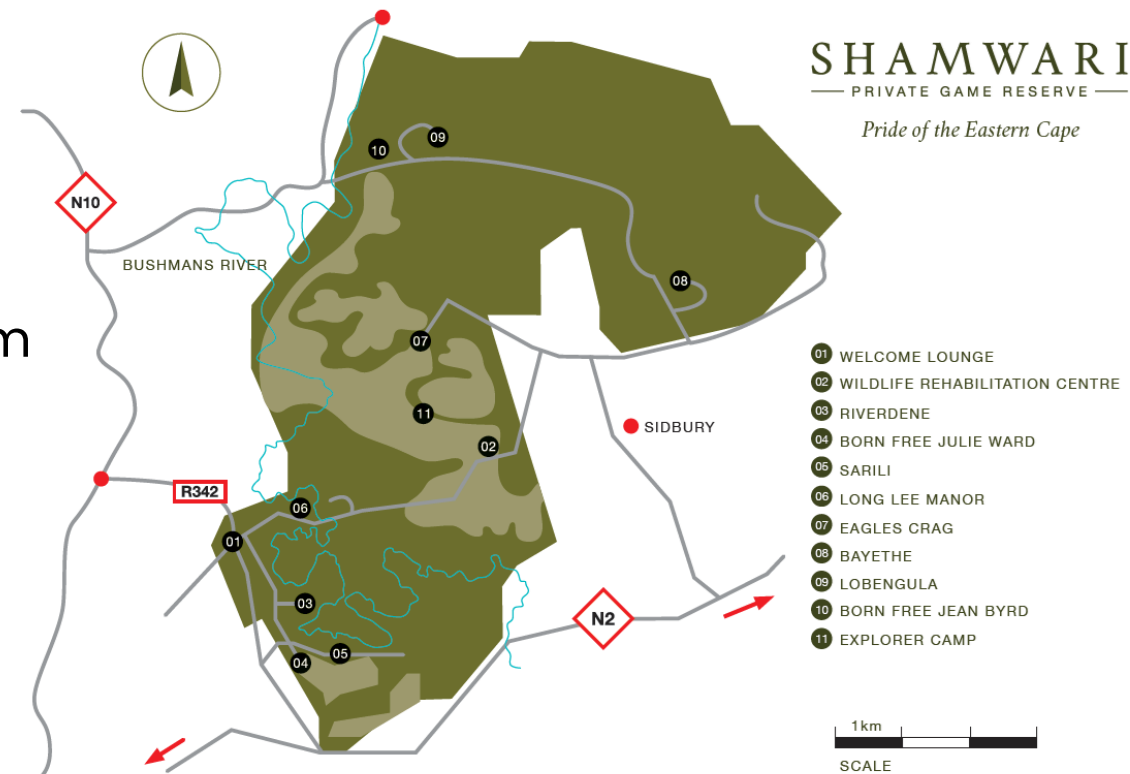 SHAMWARI
PRIVATE GAME RESERVE
Pride of the Eastern Cape
09
10
N10
BUSHMANS RIVER
08
m
07
11
SIDBURY
02
R342
06
01
03
N2
05
04
01 WELCOME LOUNGE
02 WILDLIFE REHABILITATION CENTRE
03 RIVERDENE
04 BORN FREE JULIE WARD
05 SARILI
06 LONG LEE MANOR
07 EAGLES CRAG
08 BAYETHE
09 LOBENGULA
10 BORN FREE JEAN BYRD
11 EXPLORER CAMP
1km
SCALE